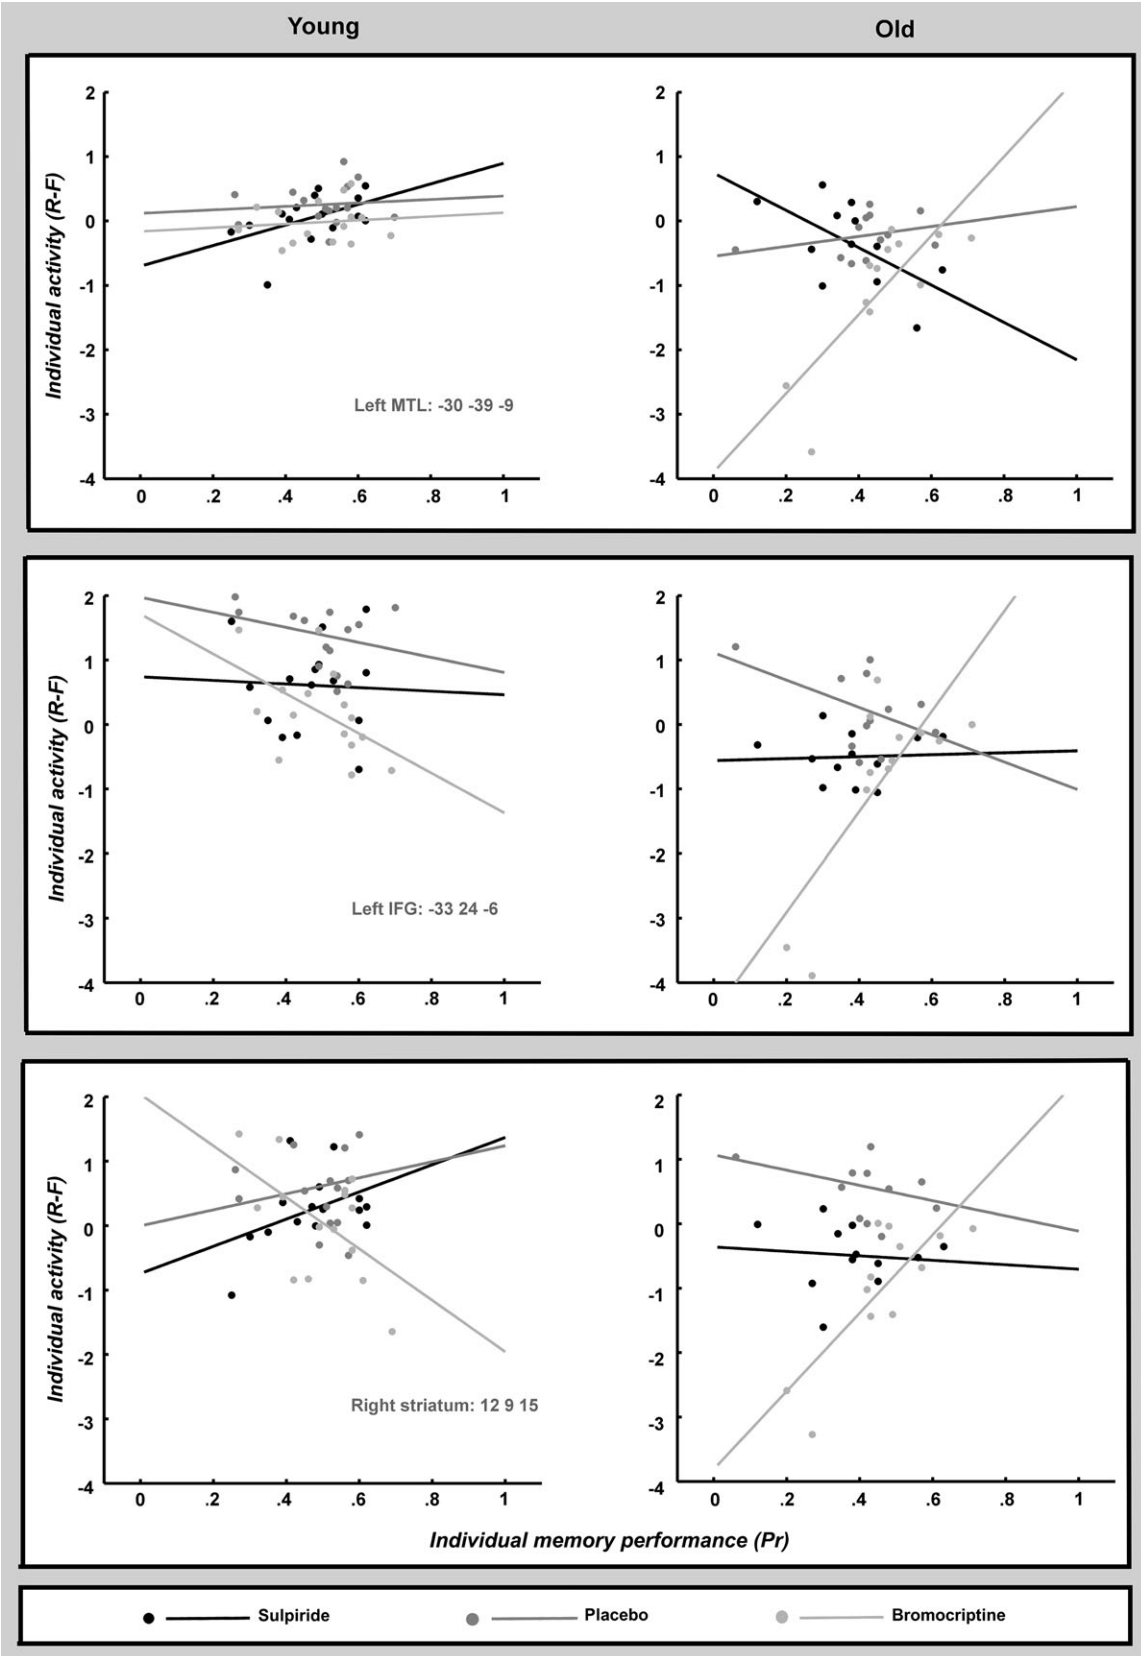 Young Old
Individual activity (R-F)
2
1
0
-1
-2
-3
-4
0 .2 .4 .6 .8 1
Left MTL: -30 -39 -9
2
1
0
-1
-2
-3
-4
0 .2 .4 .6 .8 1
Individual activity (R-F)
2
1
0
-1
-2
-3
-4
0 .2 .4 .6 .8 1
Left IFG: -33 24 -6
2
1
0
-1
-2
-3
-4
0 .2 .4 .6 .8 1
Individual activity (R-F)
2
1
0
-1
-2
-3
-4
0 .2 .4 .6 .8 1
Right striatum: 12 9 15
2
1
0
-1
-2
-3
-4
0 .2 .4 .6 .8 1
Individual memory performance (Pr)
Sulpiride Placebo Bromocriptine